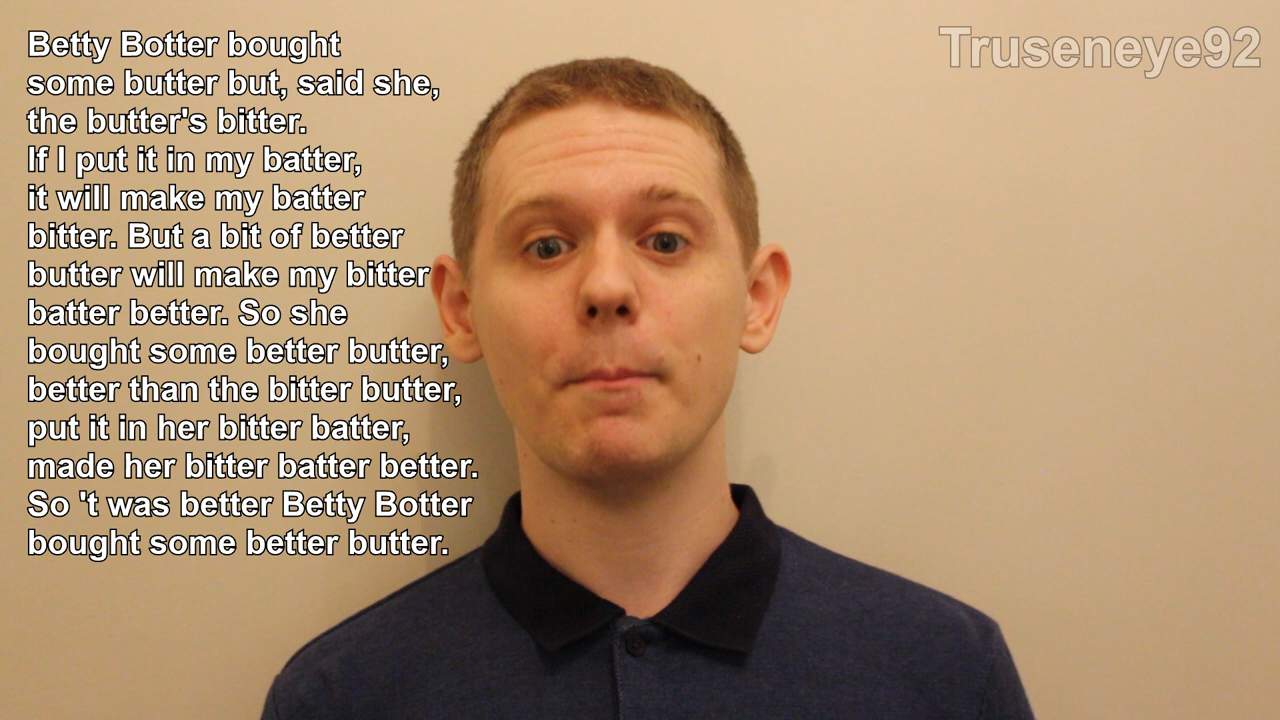 Betty Botter bought
some butter but, said she,
the butter's bitter.
If I put it in my batter,
it will make my batter
bitter. But a bit of better
butter will make my bitter
batter better. So she
bought some better butter,
better than the bitter butter,
put it in her bitter batter,
made her bitter batter better.
So 't was better Betty Botter
bought some better butter.
Truseneye92